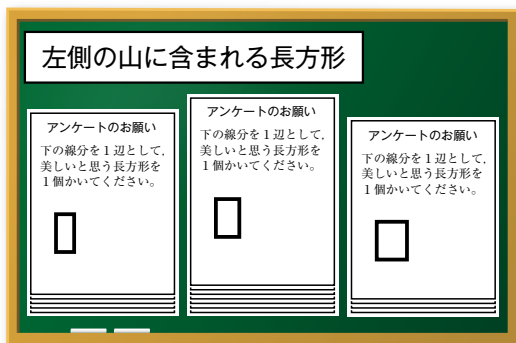 左側の山に含まれる長方形
アンケートのお願い
下の線分を１辺として，
美しいと思う長方形を
１個かいてください。
アンケートのお願い
下の線分を１辺として，
美しいと思う長方形を
１個かいてください。
アンケートのお願い
下の線分を１辺として，
美しいと思う長方形を
１個かいてください。